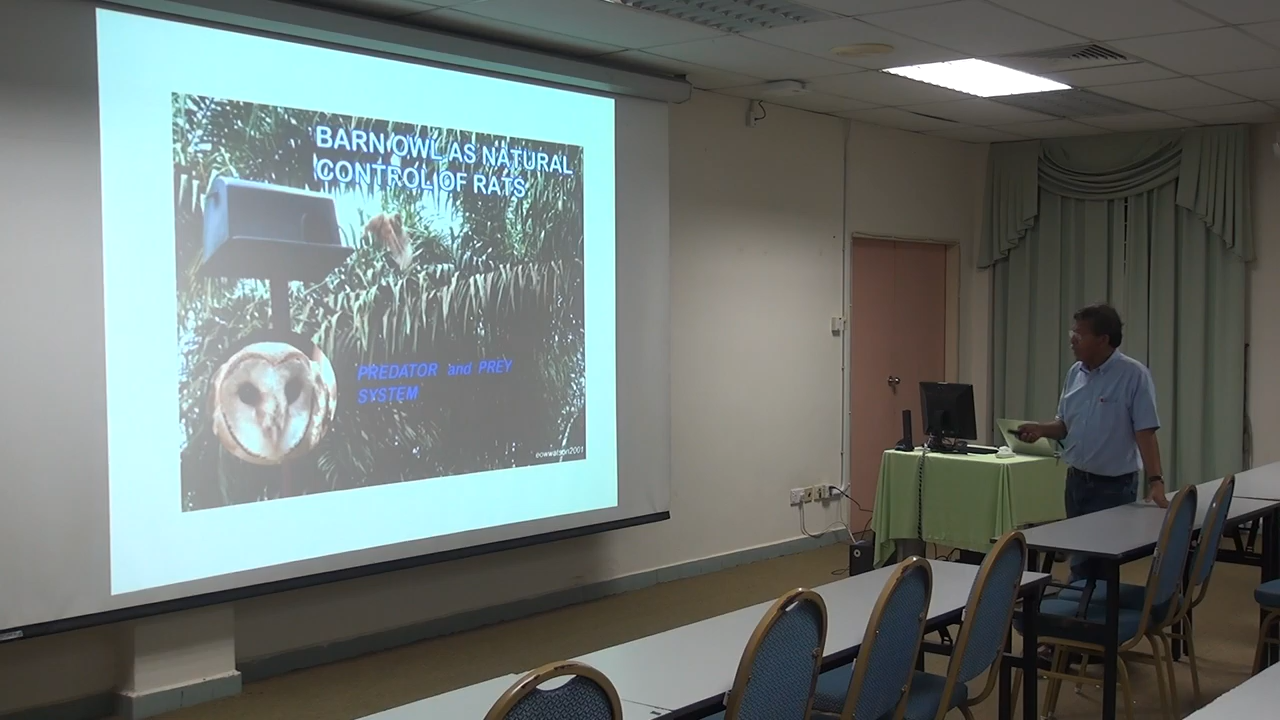 BARN OWL AS NATURAL
CONTROL OF RATS
PREDATOR and PREY
SYSTEM
eowwatson2001